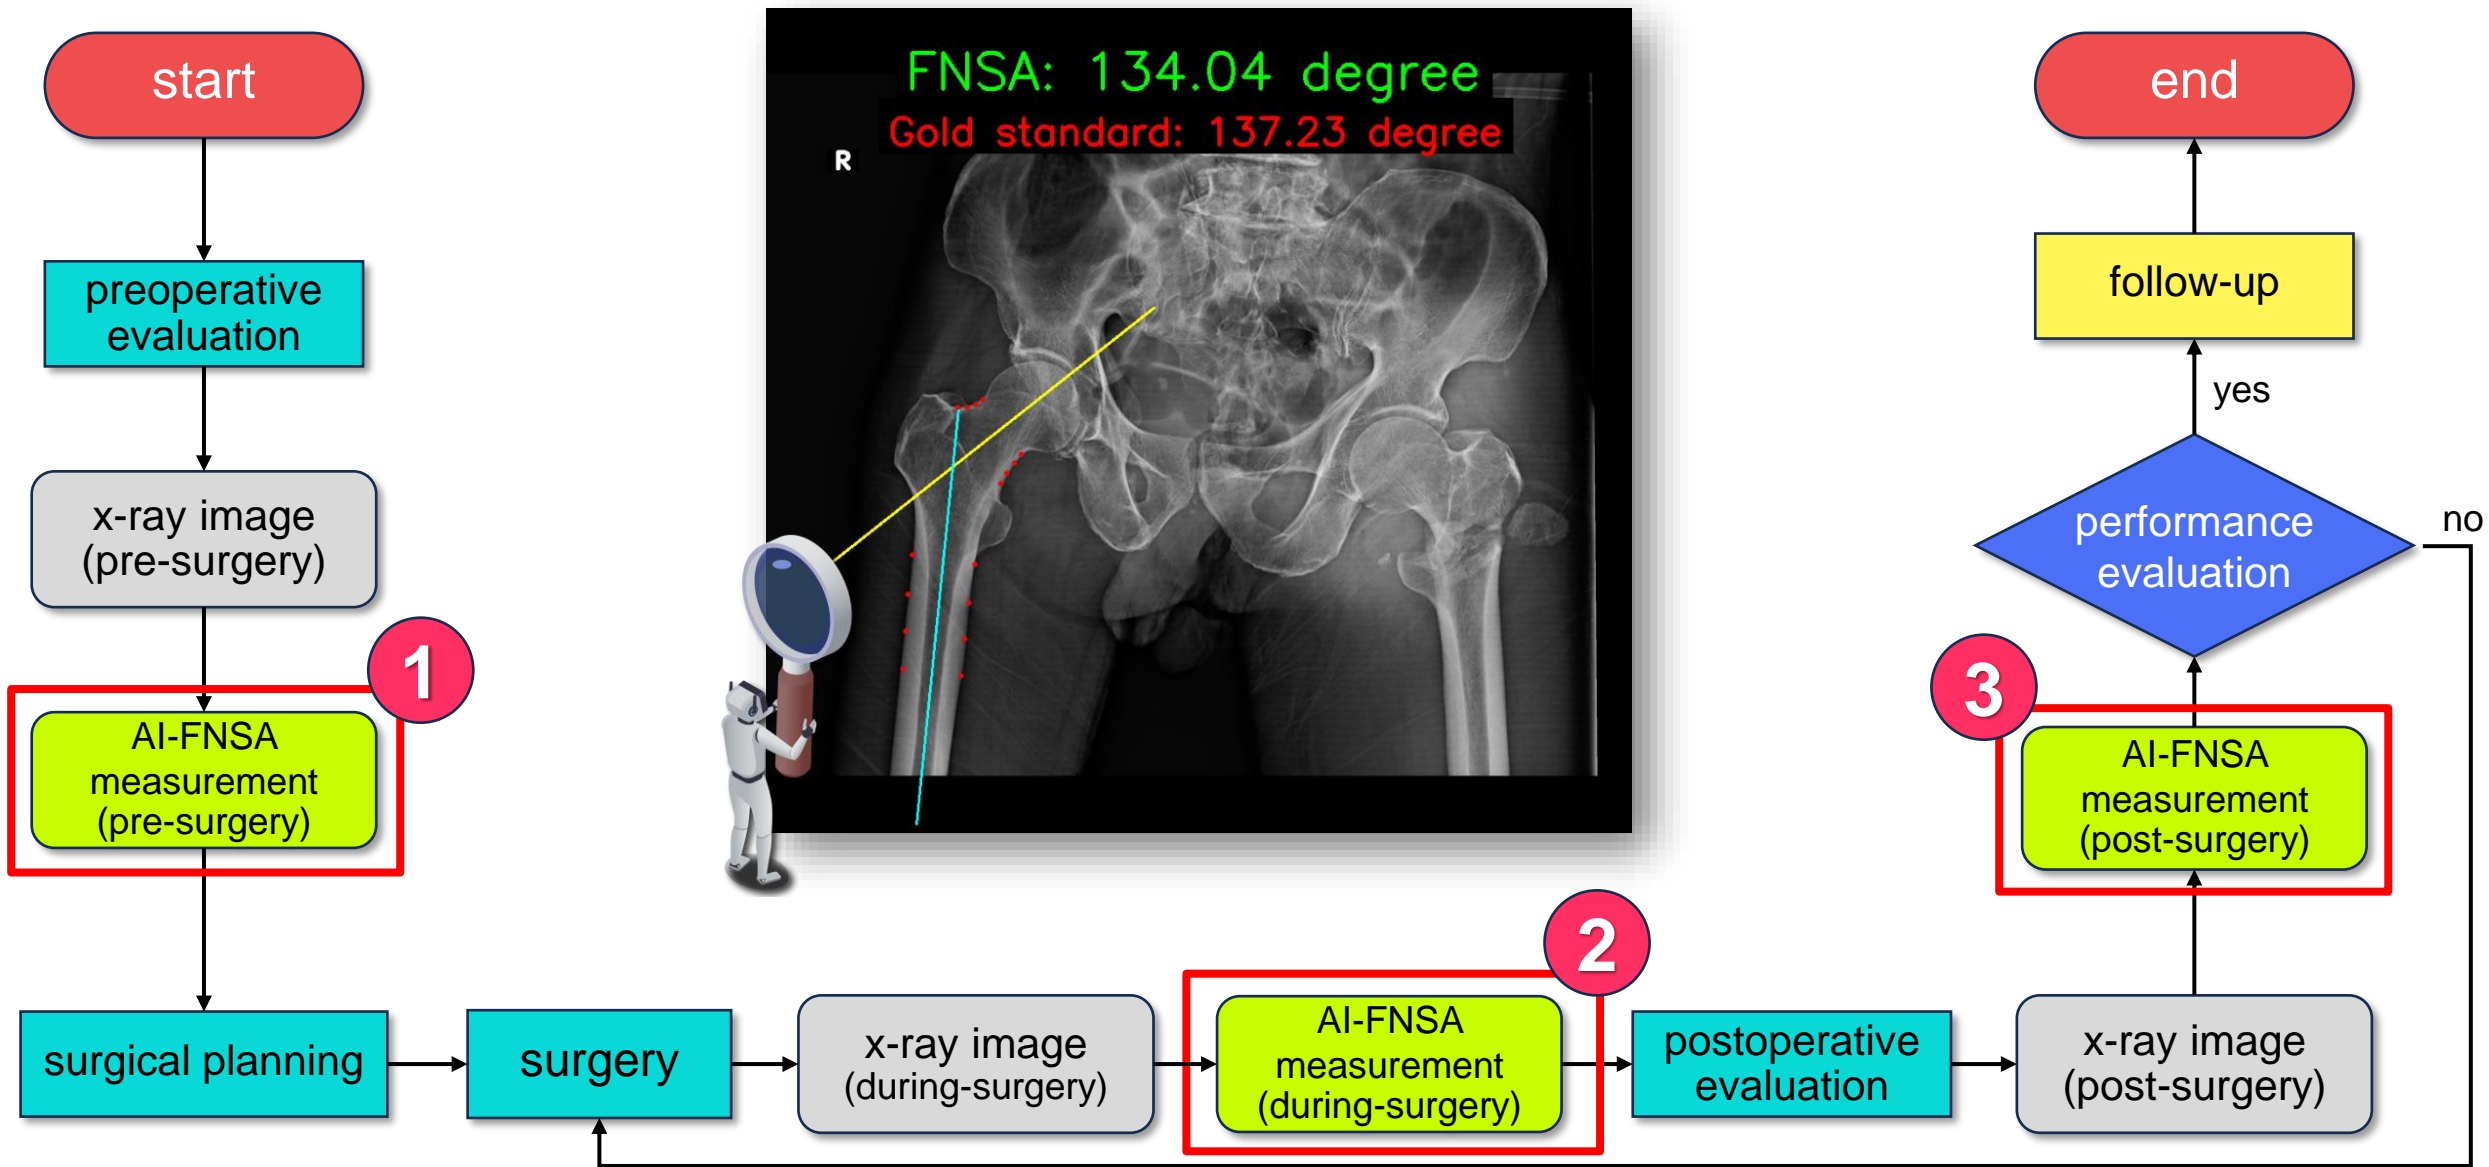 start
preoperative
evaluation
x-ray image
(pre-surgery)
1
AI-FNSA
measurement
(pre-surgery)
surgical planning
surgery
x-ray image
(during-surgery)
2
AI-FNSA
measurement
(during-surgery)
postoperative
evaluation
x-ray image
(post-surgery)
3
AI-FNSA
measurement
(post-surgery)
performance
evaluation
no
yes
follow-up
end
FNSA: 134.04 degree
Gold standard: 137.23 degree
R